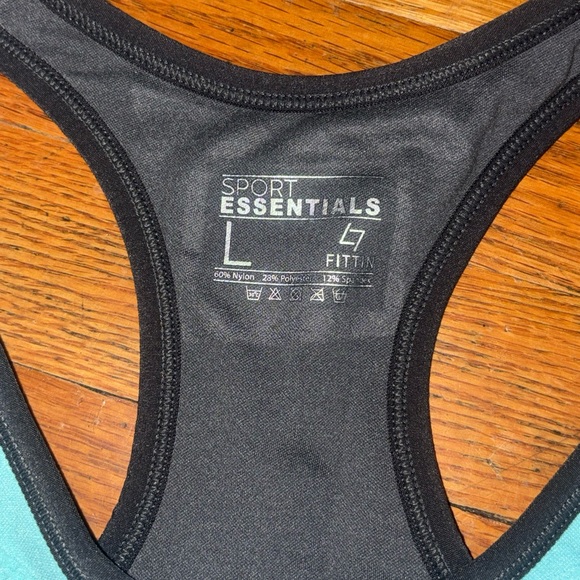 SPORT
ESSENTIALS
L
FITTIN
60% Nylon 28% Polyester 12% Spandex